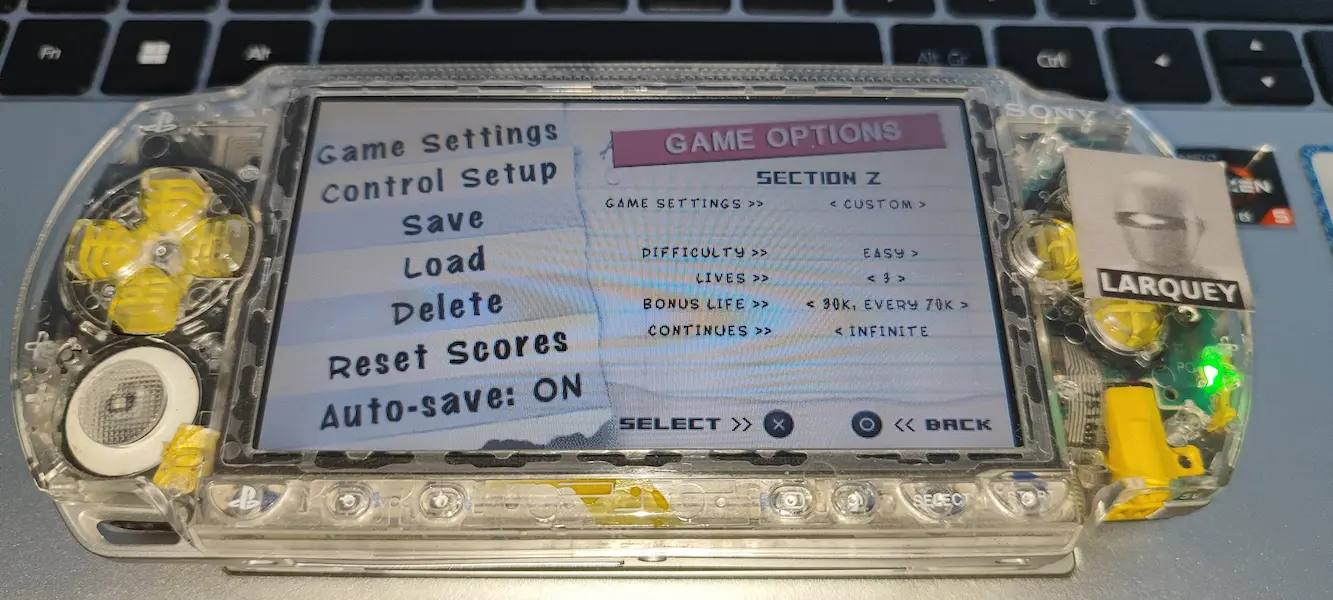 Fn
Alt
Alt Gr
Ctrl
SONY
Game Settings
Control Setup
Save
Load
Delete
Reset Scores
Auto-save: ON
GAME OPTIONS
SECTION Z
GAME SETTINGS >> < CUSTOM >
DIFFICULTY >> EASY >
LIVES >> < 3 >
BONUS LIFE >> < 30K, EVERY 70K >
CONTINUES >> < INFINITE
SELECT >>
<< BACK
LARQUEY
5
SELECT